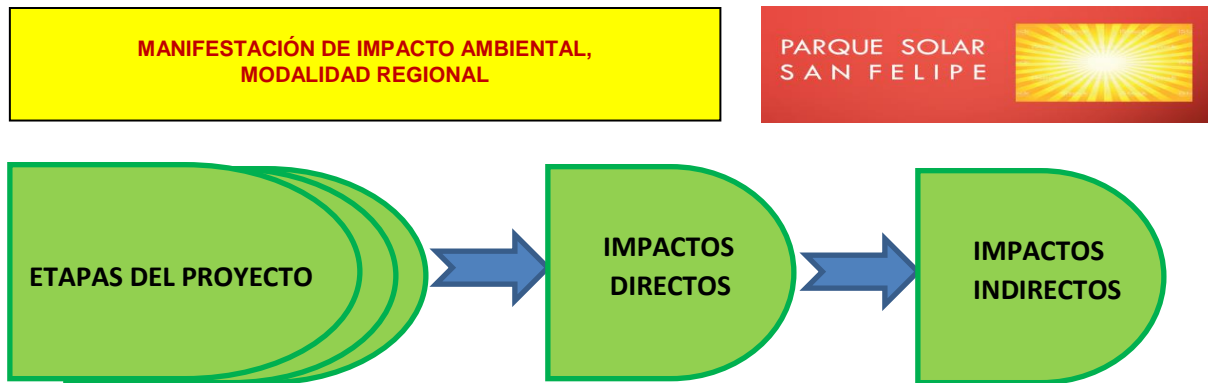 MANIFESTACIÓN DE IMPACTO AMBIENTAL,
MODALIDAD REGIONAL
PARQUE SOLAR
SAN FELIPE
ETAPAS DEL PROYECTO
IMPACTOS
DIRECTOS
IMPACTOS
INDIRECTOS